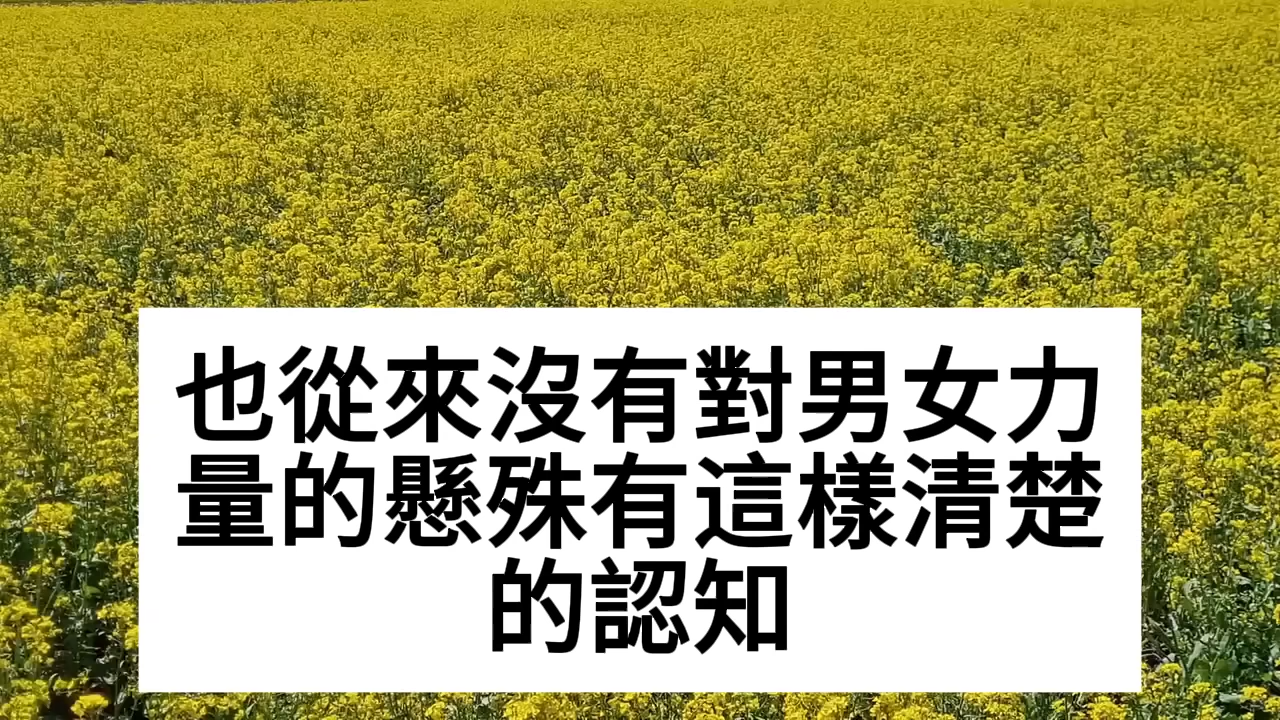 也從來沒有對男女力
量的懸殊有這樣清楚
的認知